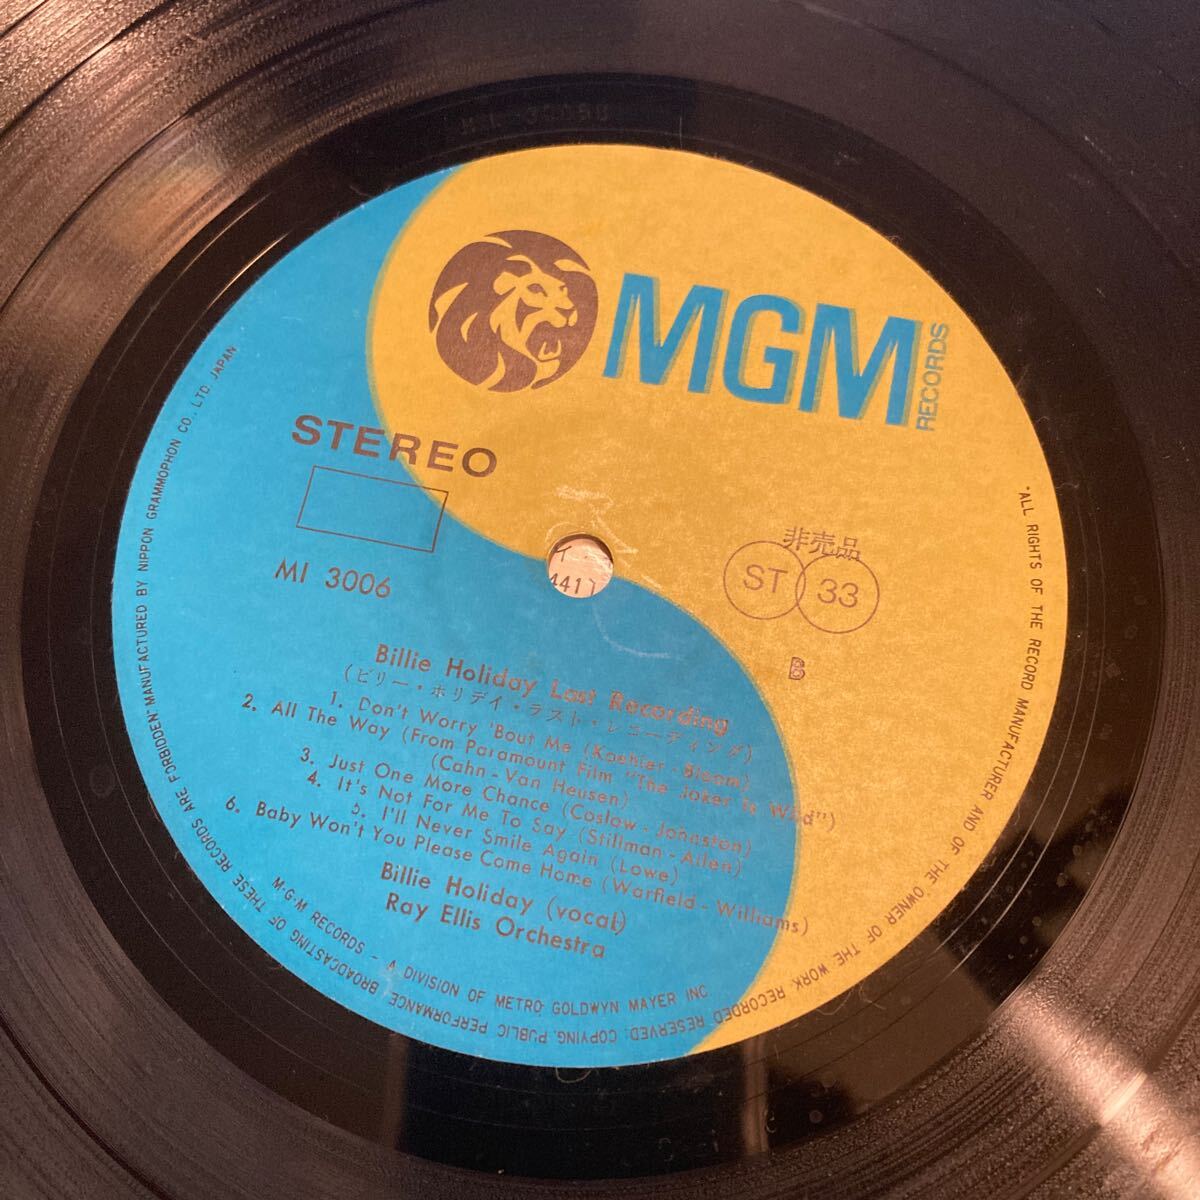 MGM
RECORDS
STEREO
MI 3006
非売品
ST 33
B
Billie Holiday Last Recording
(ビリー・ホリデイ・ラスト・レコーディング)
1. Don't Worry 'Bout Me (Koehler - Bloom)
2. All The Way (From Paramount Film "The Joker Is Wild")
(Cahn - Van Heusen)
3. Just One More Chance (Coslow - Johnston)
4. It's Not For Me To Say (Stillman - Allen)
5. I'll Never Smile Again (Lowe)
6. Baby Won't You Please Come Home (Warfield - Williams)
Billie Holiday (vocal)
Ray Ellis Orchestra
M-G-M RECORDS - A DIVISION OF METRO-GOLDWYN MAYER INC.
"ALL RIGHTS OF THE RECORD MANUFACTURER AND OF THE OWNER OF THE WORK RECORDED RESERVED: COPYING, PUBLIC PERFORMANCE, BROADCASTING OF THESE RECORDS ARE FORBIDDEN" MANUFACTURED BY NIPPON GRAMMOPHON CO., LTD. JAPAN
イ
441)